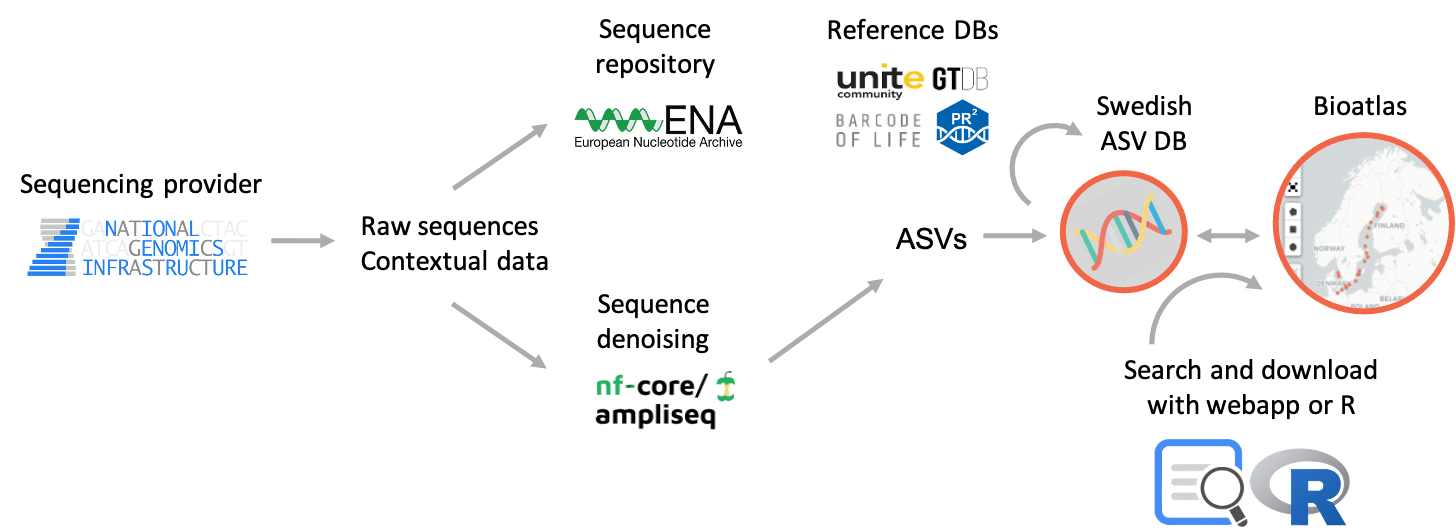 Sequencing provider
GANATIONALCTAC
ATCAGENOMICSGT
INFRASTRUCTURE
Raw sequences
Contextual data
Sequence
repository
ENA
European Nucleotide Archive
Sequence
denoising
nf-core/
ampliseq
Reference DBs
unite
community
GTDB
BARCODE
OF LIFE
PR2
ASVs
Swedish
ASV DB
Bioatlas
FINLAND
NORWAY
DENMARK
POLAND
BELA
Search and download
with webapp or R
R